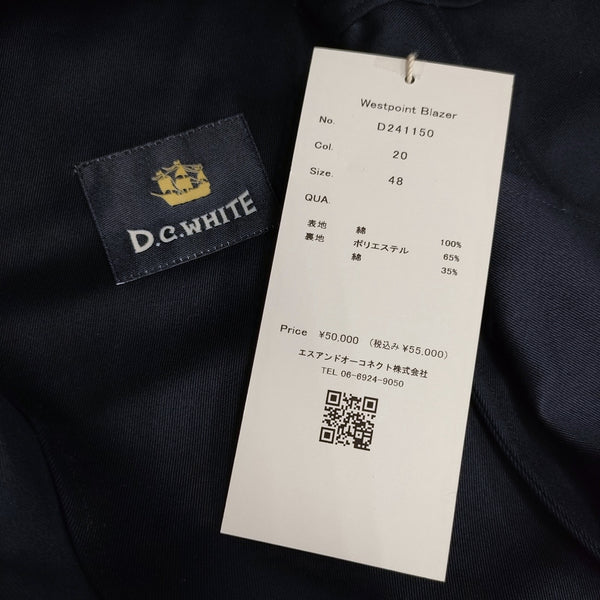 D.C.WHITE
Westpoint Blazer
No. D241150
Col. 20
Size. 48
QUA.
表地 綿 100%
裏地 ポリエステル 65%
綿 35%
Price ¥50,000 (税込み ¥55,000)
エスアンドオーコネクト株式会社
TEL 06-6924-9050